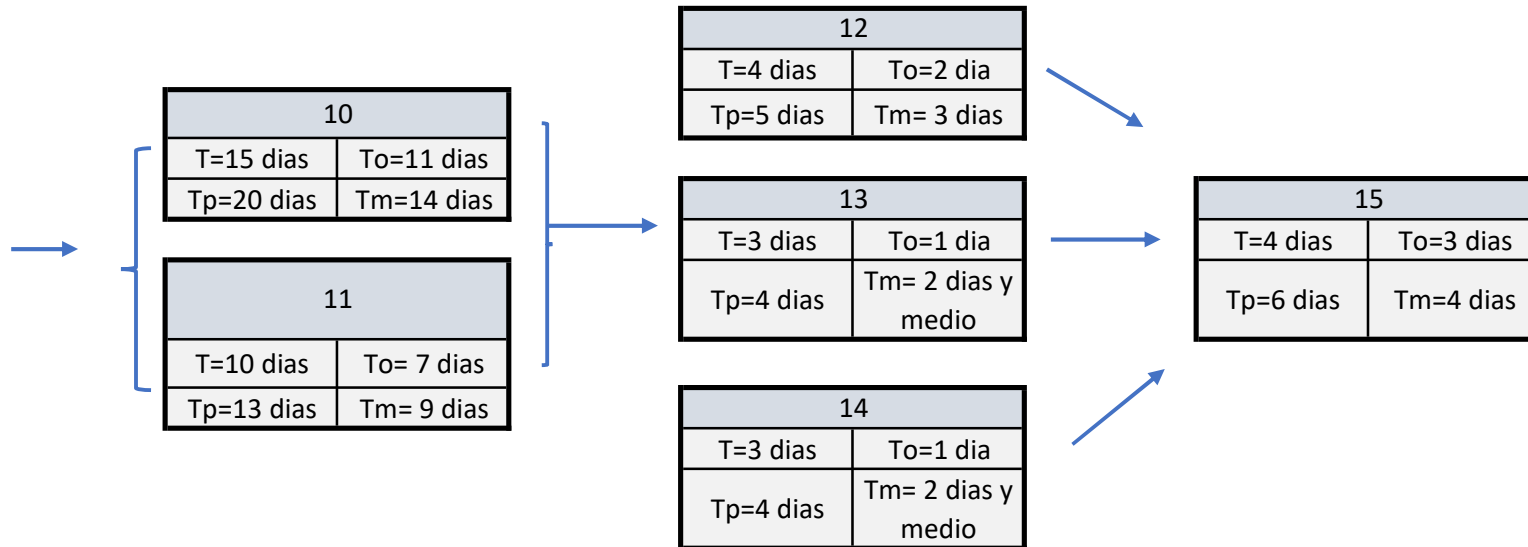 10
T=15 dias To=11 dias
Tp=20 dias Tm=14 dias
11
T=10 dias To= 7 dias
Tp=13 dias Tm= 9 dias
12
T=4 dias To=2 dia
Tp=5 dias Tm= 3 dias
13
T=3 dias To=1 dia
Tp=4 dias Tm= 2 dias y
medio
14
T=3 dias To=1 dia
Tp=4 dias Tm= 2 dias y
medio
15
T=4 dias To=3 dias
Tp=6 dias Tm=4 dias